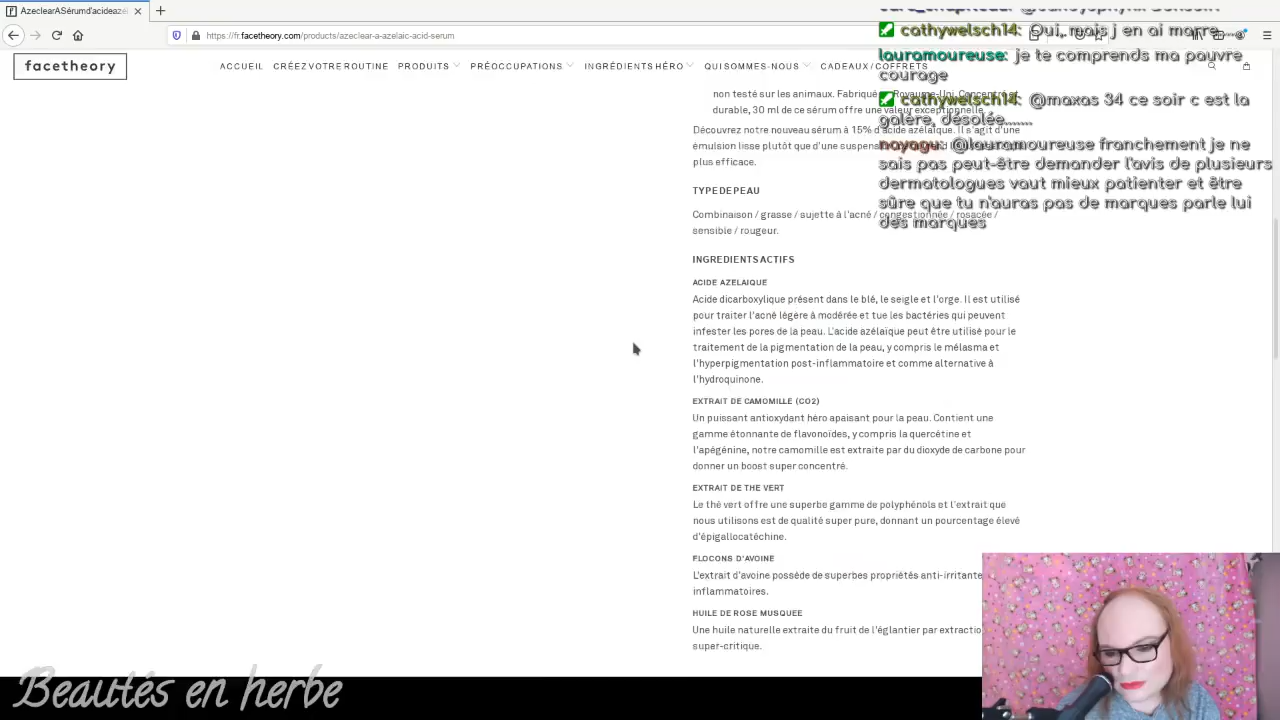 AzeclearASérum'd'acideazél
https://fr.facetheory.
lear-a-azelaic-acid-serum
facetheory
ROUTINE PRODUITS PRÉOCCUPATIONS INGRÉDIENTS HÉRO QUI SOMMES-NOUS CADEAUX / COFFRETS
cathywelsch14: Oui,, mais j en ai marre......
lauramoureuse: je te comprends ma pauvre
courage
cathywelsch14: @maxas 34 ce soir c est la
galère, désolée.......
nayagu: @lauramoureuse franchement je ne
sais pas peut-être demander l'avis de plusieurs
dermatologues vaut mieux patienter et être
sûre que tu n'auras pas de marques parle lui
des marques
non testé sur les animaux. Fabriqué au Royaume-Uni. Concentré et
durable, 30 ml de ce sérum offre une valeur exceptionnelle
Découvrez notre nouveau sérum à 15% d'acide azélaïque. Il s'agit d'une
émulsion lisse plutôt que d'une suspens
plus efficace.
TYPE DE PEAU
Combinaison / grasse / sujette à l'acné / congestionnée / rosacée /
sensible / rougeur.
INGREDIENTS ACTIFS
ACIDE AZELAIQUE
Acide dicarboxylique présent dans le blé, le seigle et l'orge. Il est utilisé
pour traiter l'acné légère à modérée et tue les bactéries qui peuvent
infester les pores de la peau. L'acide azélaïque peut être utilisé pour le
traitement de la pigmentation de la peau, y compris le mélasma et
l'hyperpigmentation post-inflammatoire et comme alternative à
l'hydroquinone.
EXTRAIT DE CAMOMILLE (CO2)
Un puissant antioxydant héro apaisant pour la peau. Contient une
gamme étonnante de flavonoïdes, y compris la quercétine et
l'apégénine, notre camomille est extraite par du dioxyde de carbone pour
donner un boost super concentré.
EXTRAIT DE THE VERT
Le thé vert offre une superbe gamme de polyphénols et l'extrait que
nous utilisons est de qualité super pure, donnant un pourcentage élevé
d'épigallocatéchine.
FLOCONS D'AVOINE
L'extrait d'avoine possède de superbes propriétés anti-irritante
inflammatoires.
HUILE DE ROSE MUSQUEE
Une huile naturelle extraite du fruit de l'églantier par extractio
super-critique.
Beautés en herbe